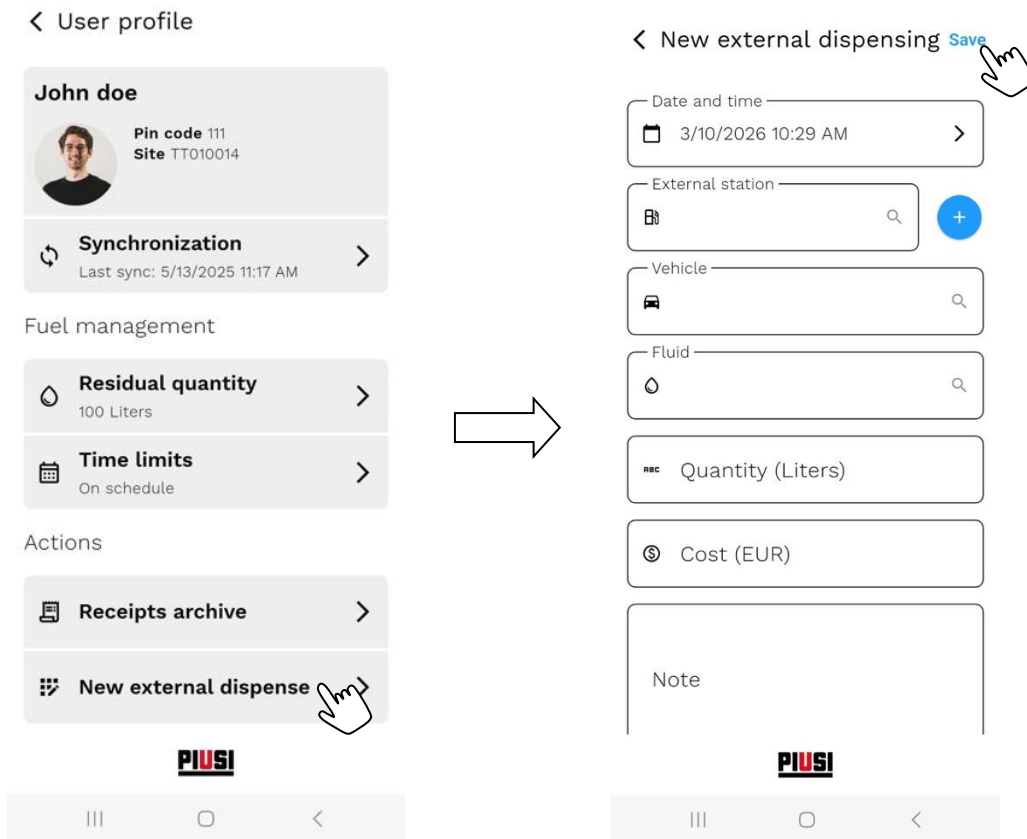 User profile
John doe
Pin code 111
Site TT010014
Synchronization
Last sync: 5/13/2025 11:17 AM
Fuel management
Residual quantity
100 Liters
Time limits
On schedule
Actions
Receipts archive
New external dispense
PIUSI
New external dispensing Save
Date and time
3/10/2026 10:29 AM
External station
Vehicle
Fluid
ABC Quantity (Liters)
Cost (EUR)
Note
PIUSI